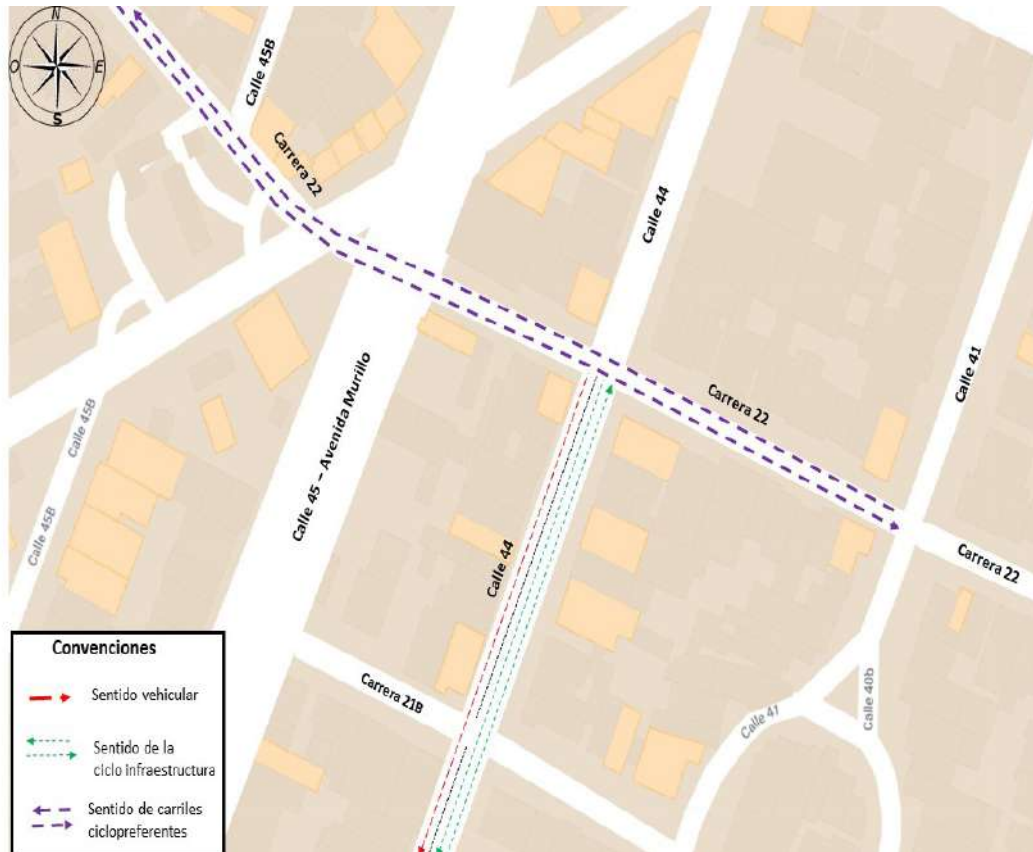 N
O
E
S
Calle 45B
Carrera 22
Calle 44
Calle 41
Calle 45 – Avenida Murillo
Carrera 22
Calle 45B
Calle 45B
Calle 44
Carrera 22
Carrera 21B
Calle 41
Calle 40b
Convenciones
Sentido vehicular
Sentido de la
ciclo infraestructura
Sentido de carriles
ciclopreferentes